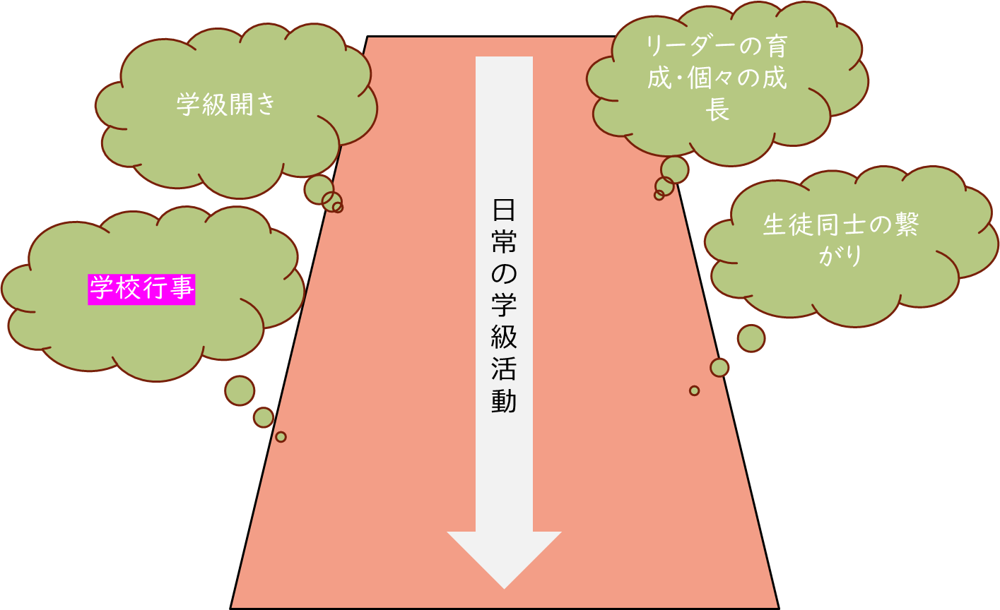 学級開き
リーダーの育
成・個々の成
長
学校行事
生徒同士の繋
がり
日常の学級活動